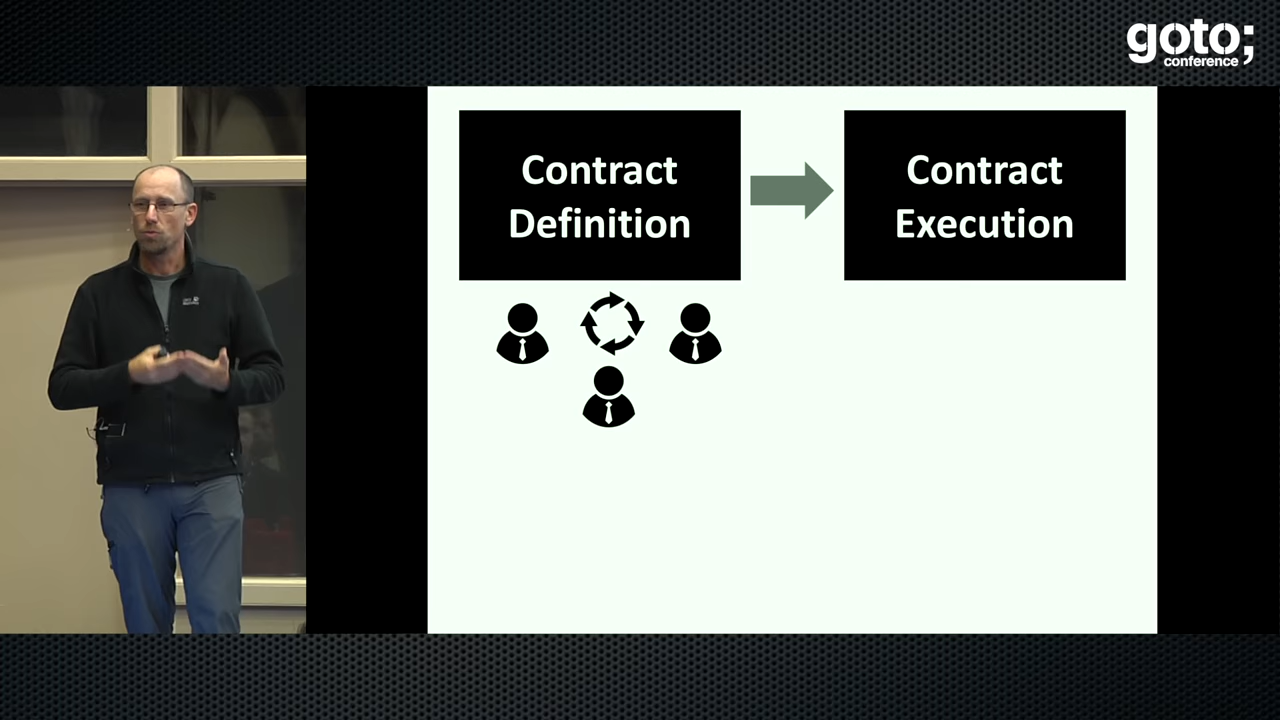 goto;
conference
Contract
Definition
Contract
Execution